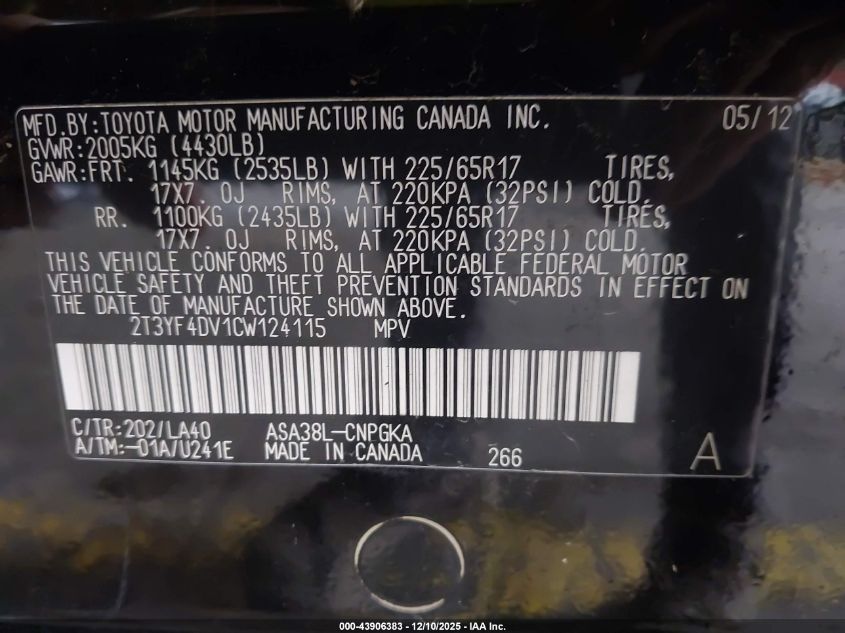 MFD.BY:TOYOTA MOTOR MANUFACTURING CANADA INC. 05/12
GVWR:2005KG (4430LB)
GAWR:FRT. 1145KG (2535LB) WITH 225/65R17 TIRES,
17X7. 0J RIMS, AT 220KPA (32PSI) COLD.
RR. 1100KG (2435LB) WITH 225/65R17 TIRES,
17X7. 0J RIMS, AT 220KPA (32PSI) COLD.
THIS VEHICLE CONFORMS TO ALL APPLICABLE FEDERAL MOTOR
VEHICLE SAFETY AND THEFT PREVENTION STANDARDS IN EFFECT ON
THE DATE OF MANUFACTURE SHOWN ABOVE.
2T3YF4DV1CW124115 MPV
C/TR:202/LA40 ASA38L-CNPGKA
A/TM:-01A/U241E MADE IN CANADA 266 A
000-43906383 - 12/10/2025 - IAA Inc.